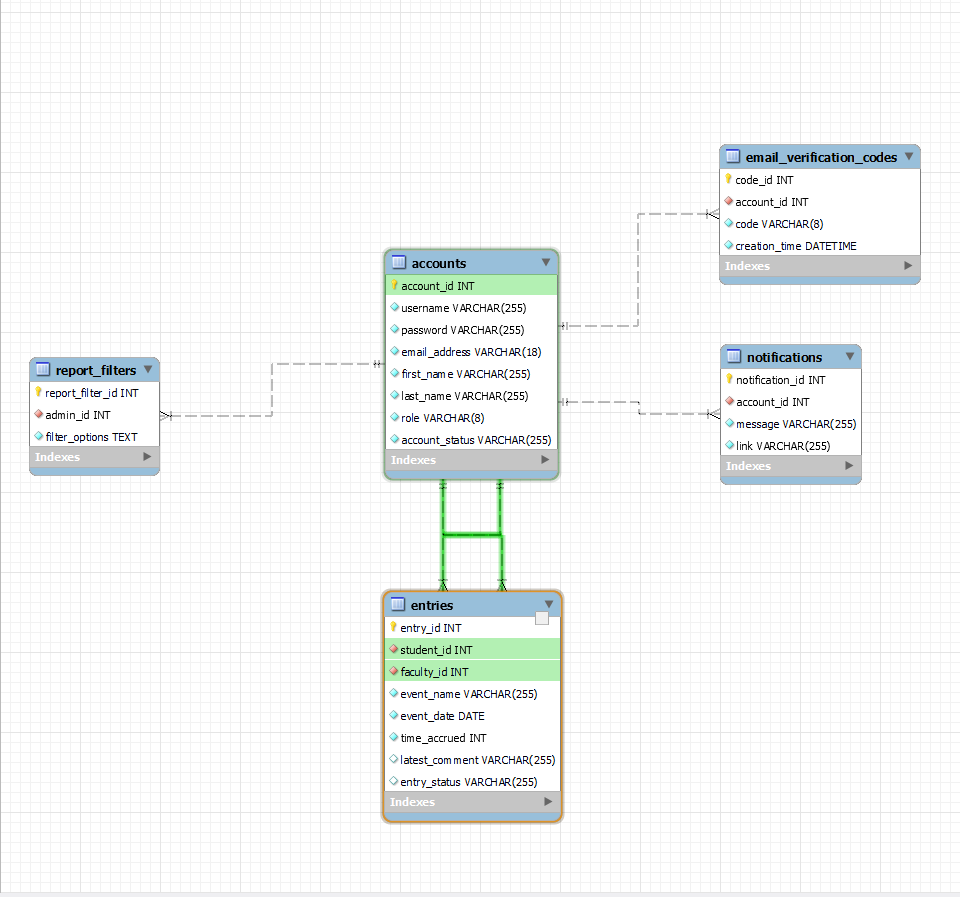 email_verification_codes
code_id INT
account_id INT
code VARCHAR(8)
creation_time DATETIME
Indexes
accounts
account_id INT
username VARCHAR(255)
password VARCHAR(255)
email_address VARCHAR(18)
first_name VARCHAR(255)
last_name VARCHAR(255)
role VARCHAR(8)
account_status VARCHAR(255)
Indexes
report_filters
report_filter_id INT
admin_id INT
filter_options TEXT
Indexes
notifications
notification_id INT
account_id INT
message VARCHAR(255)
link VARCHAR(255)
Indexes
entries
entry_id INT
student_id INT
faculty_id INT
event_name VARCHAR(255)
event_date DATE
time_accrued INT
latest_comment VARCHAR(255)
entry_status VARCHAR(255)
Indexes